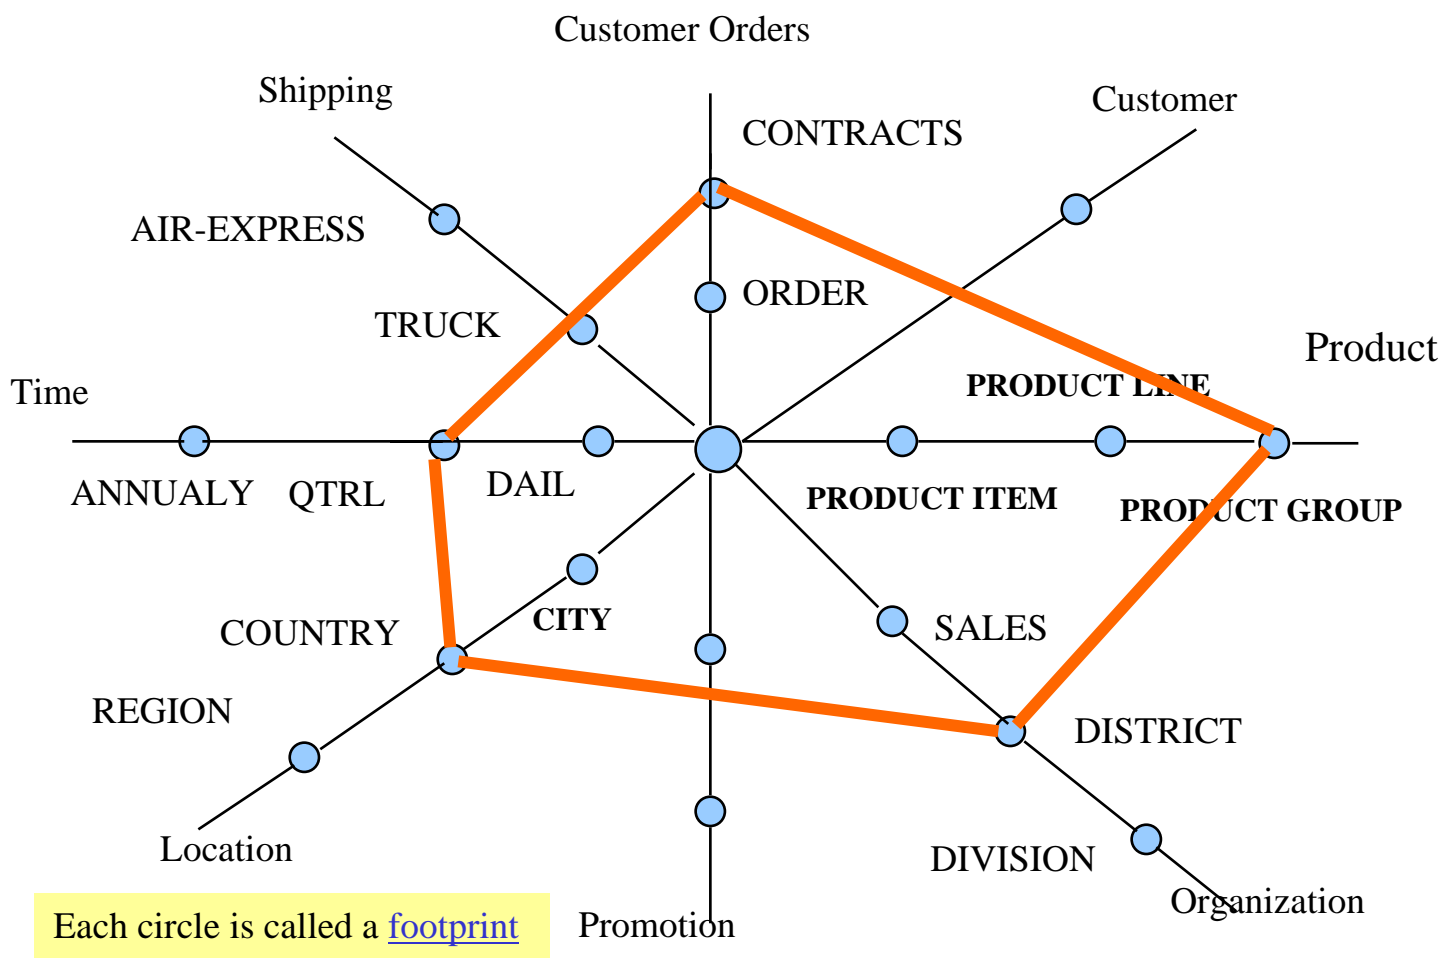 Customer Orders
Shipping
Customer
CONTRACTS
AIR-EXPRESS
ORDER
TRUCK
Product
PRODUCT LINE
Time
ANNUALY
QTRL
DAIL
PRODUCT ITEM
PRODUCT GROUP
CITY
COUNTRY
SALES
REGION
DISTRICT
Location
DIVISION
Organization
Each circle is called a footprint
Promotion